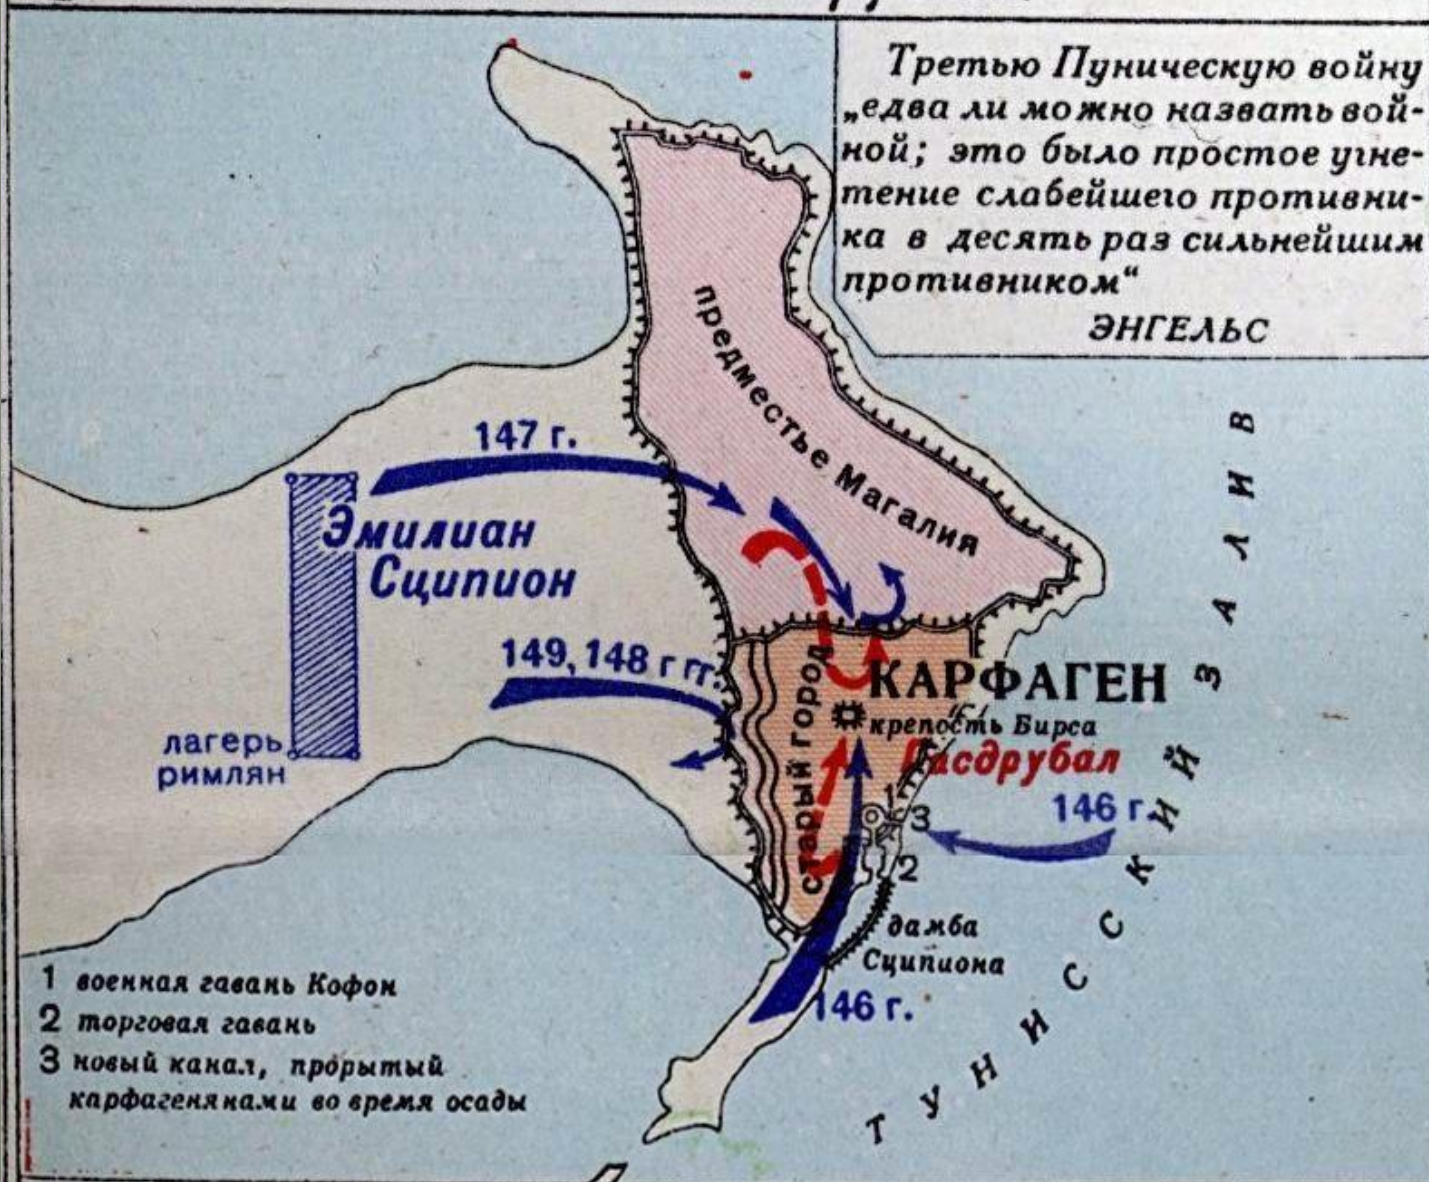 Третью Пуническую войну
„едва ли можно назвать вой-
ной; это было простое угне-
тение слабейшего противни-
ка в десять раз сильнейшим
противником“
ЭНГЕЛЬС
предместье Магалия
147 г.
Эмилиан
Сципион
149, 148 г гг.
лагерь
римлян
старый город
КАРФАГЕН
крепость Бирса
Гасдрубал
146 г.
1
3
2
дамба
Сципиона
146 г.
ТУНИССКИЙ ЗАЛИВ
1 военная гавань Кофон
2 торговая гавань
3 новый канал, прорытый
карфагенянами во время осады